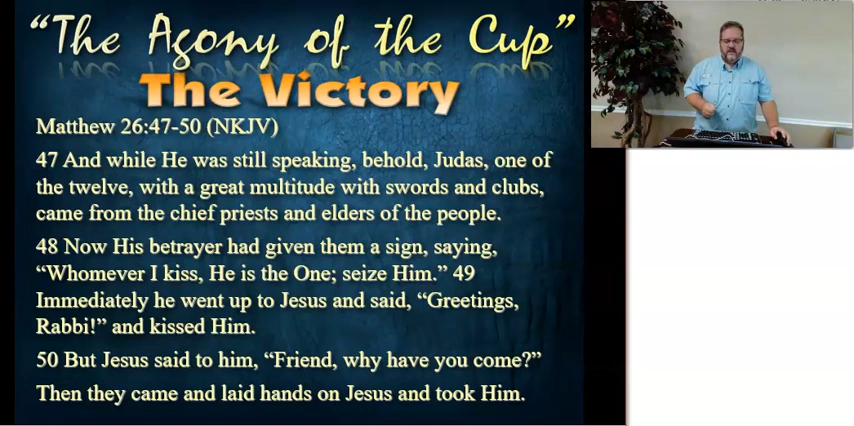 “The Agony of the Cup”
The Victory
Matthew 26:47-50 (NKJV)
47 And while He was still speaking, behold, Judas, one of
the twelve, with a great multitude with swords and clubs,
came from the chief priests and elders of the people.
48 Now His betrayer had given them a sign, saying,
“Whomever I kiss, He is the One; seize Him.” 49
Immediately he went up to Jesus and said, “Greetings,
Rabbi!” and kissed Him.
50 But Jesus said to him, “Friend, why have you come?”
Then they came and laid hands on Jesus and took Him.